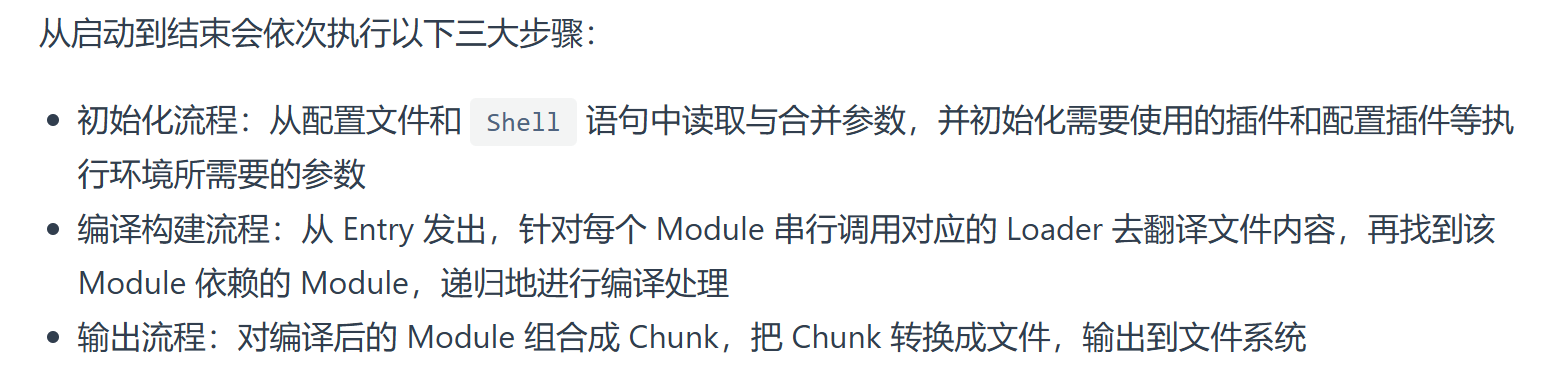 从启动到结束会依次执行以下三大步骤：
• 初始化流程：从配置文件和 Shell 语句中读取与合并参数，并初始化需要使用的插件和配置插件等执
行环境所需要的参数
• 编译构建流程：从 Entry 发出，针对每个 Module 串行调用对应的 Loader 去翻译文件内容，再找到该
Module 依赖的 Module，递归地进行编译处理
• 输出流程：对编译后的 Module 组合成 Chunk，把 Chunk 转换成文件，输出到文件系统